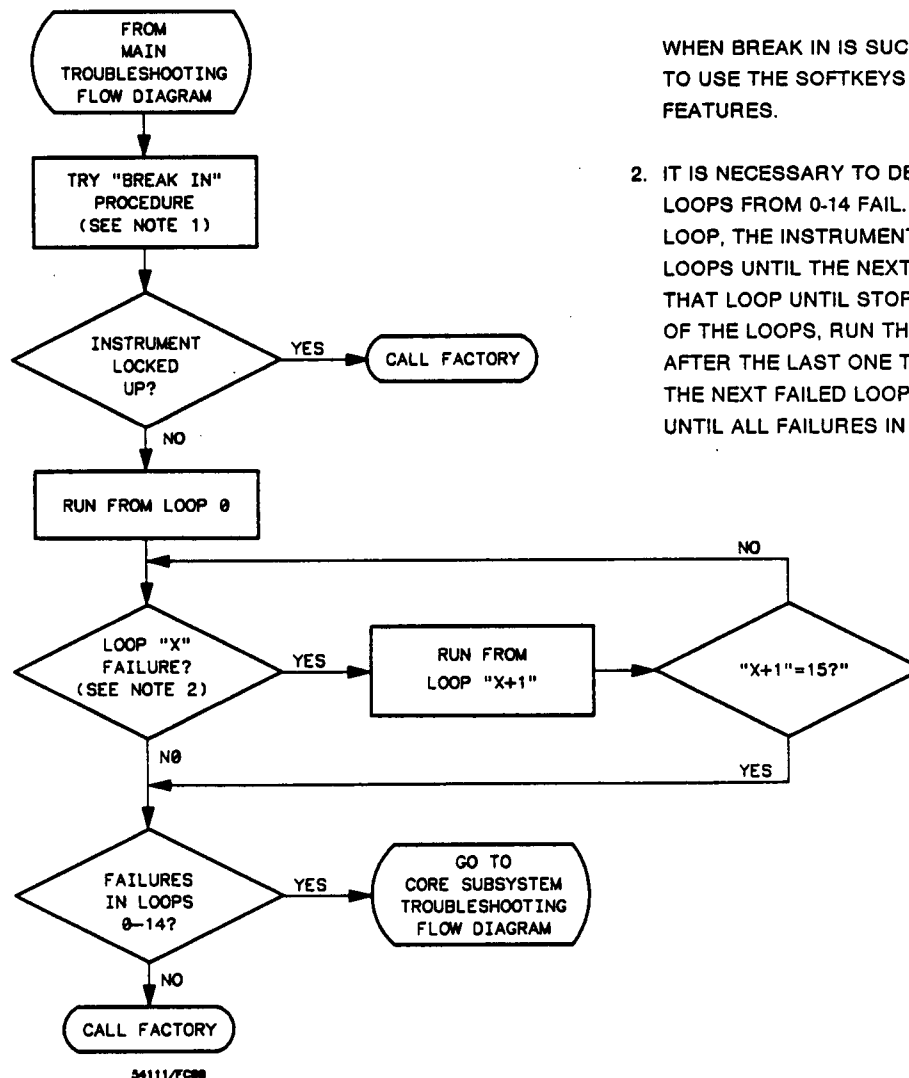 FROM
MAIN
TROUBLESHOOTING
FLOW DIAGRAM
TRY "BREAK IN"
PROCEDURE
(SEE NOTE 1)
INSTRUMENT
LOCKED
UP?
YES
CALL FACTORY
NO
RUN FROM LOOP 0
NO
LOOP "X"
FAILURE?
(SEE NOTE 2)
YES
RUN FROM
LOOP "X+1"
"X+1"=15?"
NO
YES
FAILURES
IN LOOPS
0-14?
YES
GO TO
CORE SUBSYSTEM
TROUBLESHOOTING
FLOW DIAGRAM
NO
CALL FACTORY
WHEN BREAK IN IS SUC
TO USE THE SOFTKEYS
FEATURES.
2. IT IS NECESSARY TO DE
LOOPS FROM 0-14 FAIL.
LOOP, THE INSTRUMENT
LOOPS UNTIL THE NEXT
THAT LOOP UNTIL STOP
OF THE LOOPS, RUN TH
AFTER THE LAST ONE T
THE NEXT FAILED LOOP
UNTIL ALL FAILURES IN